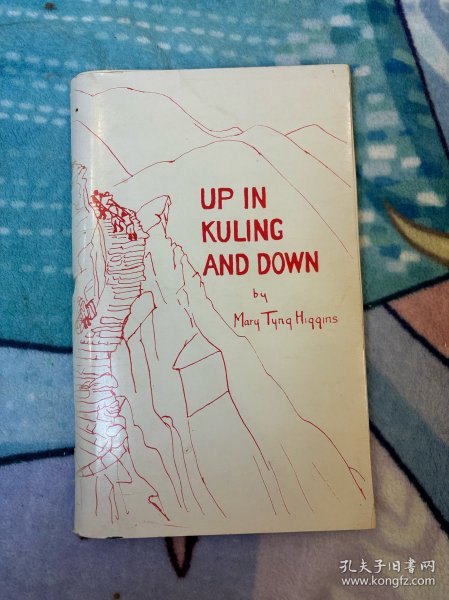 UP IN
KULING
AND DOWN
by
Mary Tyng Higgins
孔夫子旧书网
www.kongfz.com